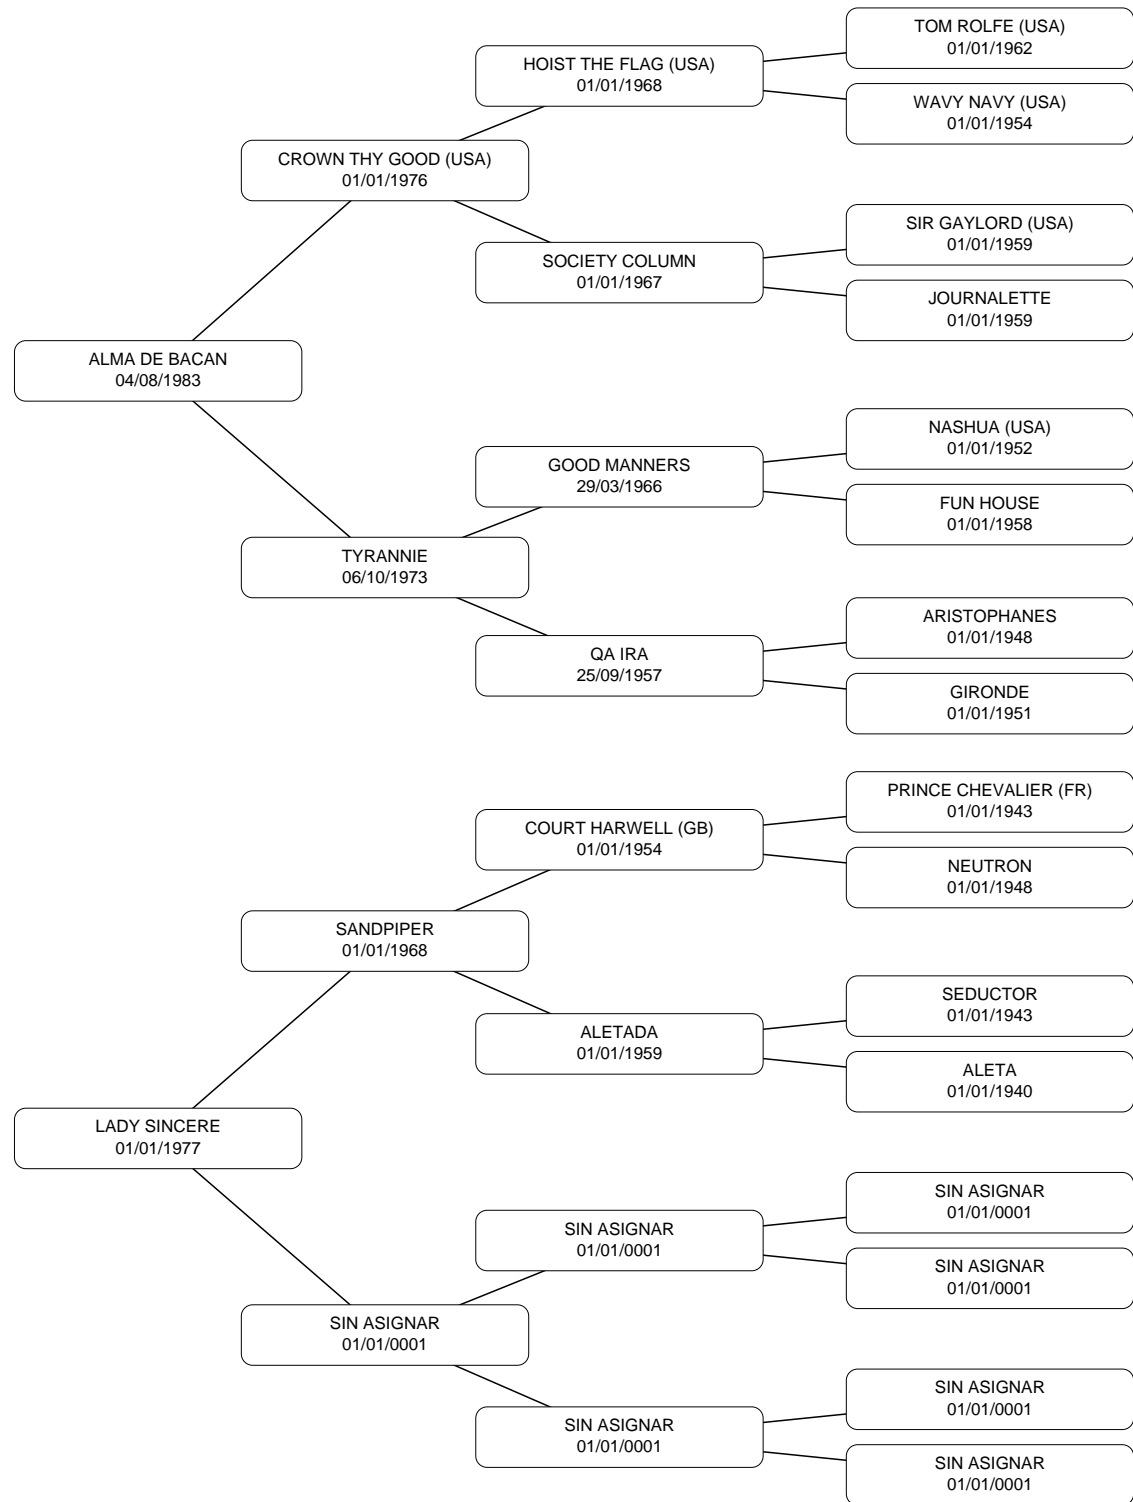 TOM ROLFE (USA)
01/01/1962
HOIST THE FLAG (USA)
01/01/1968
WAVY NAVY (USA)
01/01/1954
CROWN THY GOOD (USA)
01/01/1976
SIR GAYLORD (USA)
01/01/1959
SOCIETY COLUMN
01/01/1967
JOURNALETTE
01/01/1959
ALMA DE BACAN
04/08/1983
NASHUA (USA)
01/01/1952
GOOD MANNERS
29/03/1966
FUN HOUSE
01/01/1958
TYRANNIE
06/10/1973
ARISTOPHANES
01/01/1948
QA IRA
25/09/1957
GIRONDE
01/01/1951
PRINCE CHEVALIER (FR)
01/01/1943
COURT HARWELL (GB)
01/01/1954
NEUTRON
01/01/1948
SANDPIPER
01/01/1968
SEDUCTOR
01/01/1943
ALETADA
01/01/1959
ALETA
01/01/1940
LADY SINCERE
01/01/1977
SIN ASIGNAR
01/01/0001
SIN ASIGNAR
01/01/0001
SIN ASIGNAR
01/01/0001
SIN ASIGNAR
01/01/0001
SIN ASIGNAR
01/01/0001
SIN ASIGNAR
01/01/0001
SIN ASIGNAR
01/01/0001